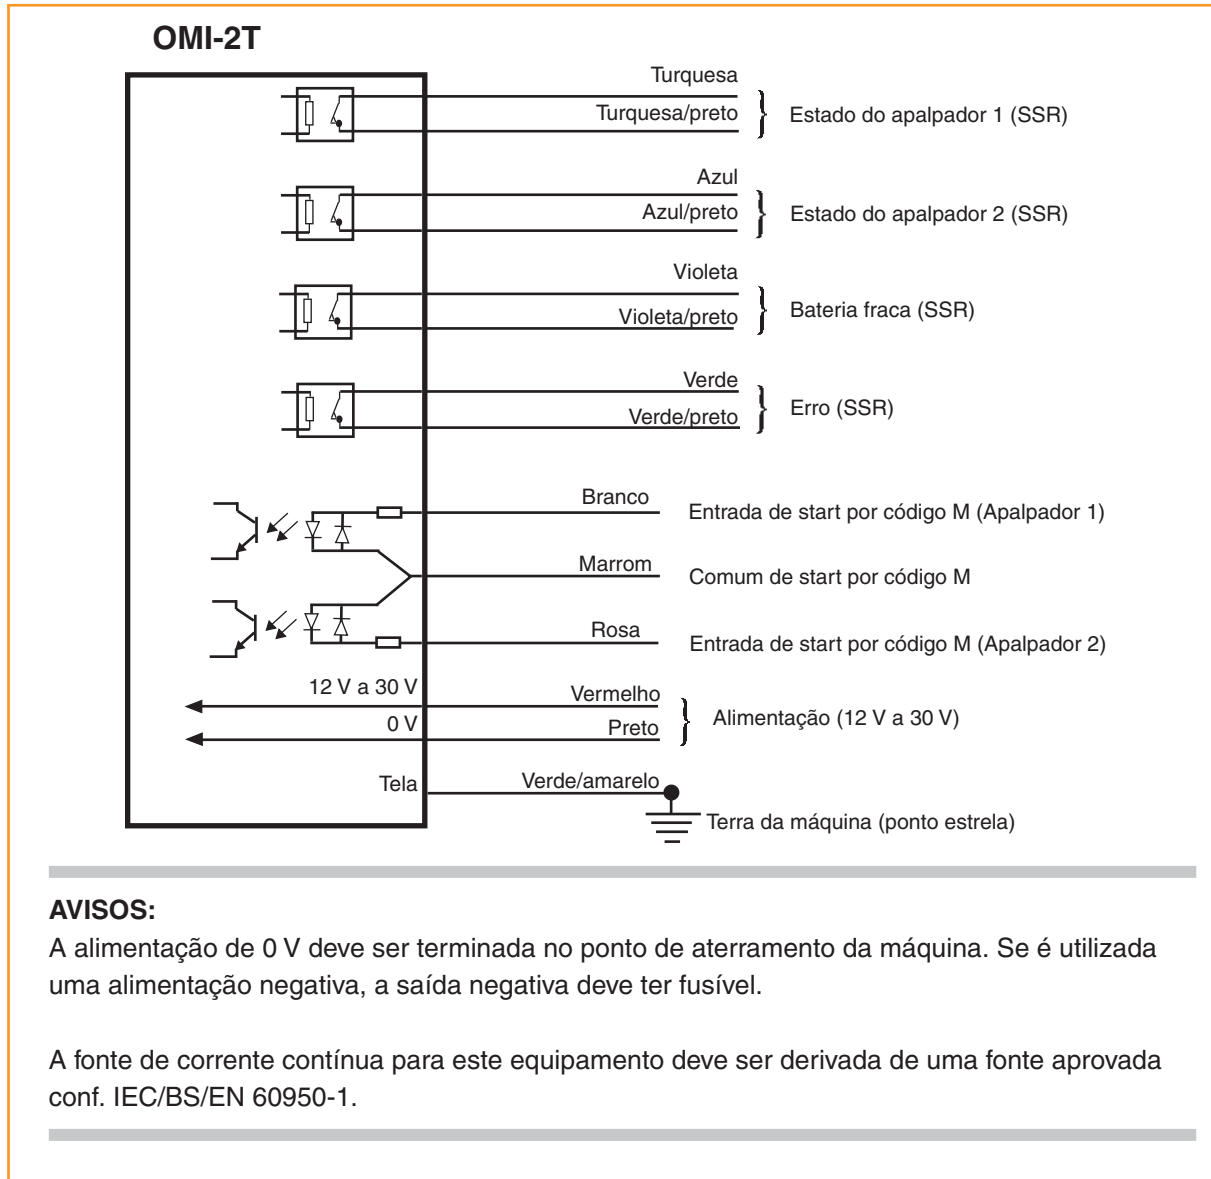 OMI-2T
Turquesa
Turquesa/preto
Estado do apalpador 1 (SSR)
Azul
Azul/preto
Estado do apalpador 2 (SSR)
Violeta
Violeta/preto
Bateria fraca (SSR)
Verde
Verde/preto
Erro (SSR)
Branco
Entrada de start por código M (Apalpador 1)
Marrom
Comum de start por código M
Rosa
Entrada de start por código M (Apalpador 2)
12 V a 30 V
Vermelho
0 V
Preto
Alimentação (12 V a 30 V)
Tela
Verde/amarelo
Terra da máquina (ponto estrela)
AVISOS:
A alimentação de 0 V deve ser terminada no ponto de aterramento da máquina. Se é utilizada
uma alimentação negativa, a saída negativa deve ter fusível.
A fonte de corrente contínua para este equipamento deve ser derivada de uma fonte aprovada
conf. IEC/BS/EN 60950-1.